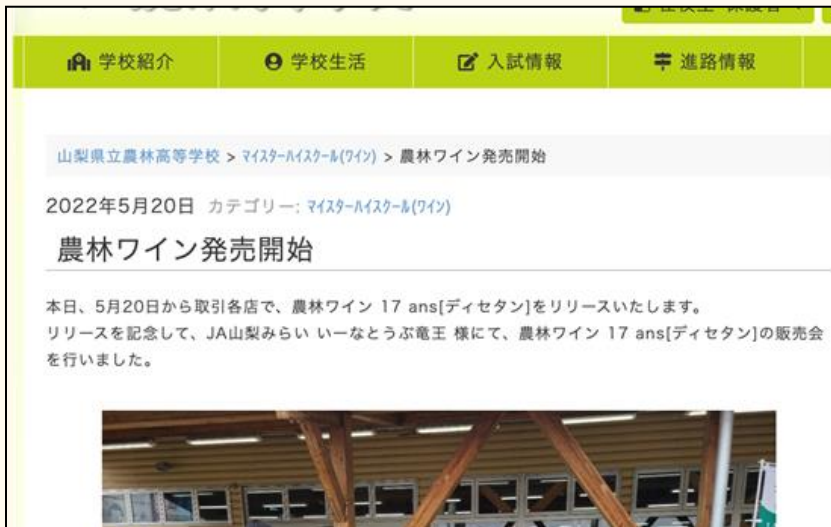 学校紹介 学校生活 入試情報 進路情報
山梨県立農林高等学校 > ﾏｲｽﾀｰﾊｲｽｸｰﾙ(ﾜｲﾝ) > 農林ワイン発売開始
2022年5月20日 カテゴリー: ﾏｲｽﾀｰﾊｲｽｸｰﾙ(ﾜｲﾝ)
農林ワイン発売開始
本日、5月20日から取引各店で、農林ワイン 17 ans[ディセタン]をリリースいたします。
リリースを記念して、JA山梨みらい いーなとうぶ竜王 様にて、農林ワイン 17 ans[ディセタン]の販売会
を行いました。